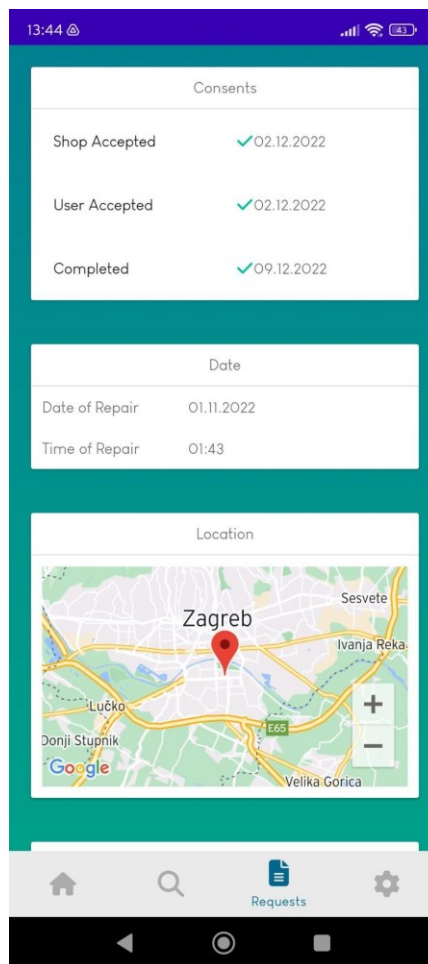 13:44
43
Consents
Shop Accepted 02.12.2022
User Accepted 02.12.2022
Completed 09.12.2022
Date
Date of Repair 01.11.2022
Time of Repair 01:43
Location
Sesvete
Zagreb
Ivanja Reka
Lučko
+
E65
Donji Stupnik
−
Google
Velika Gorica
Requests